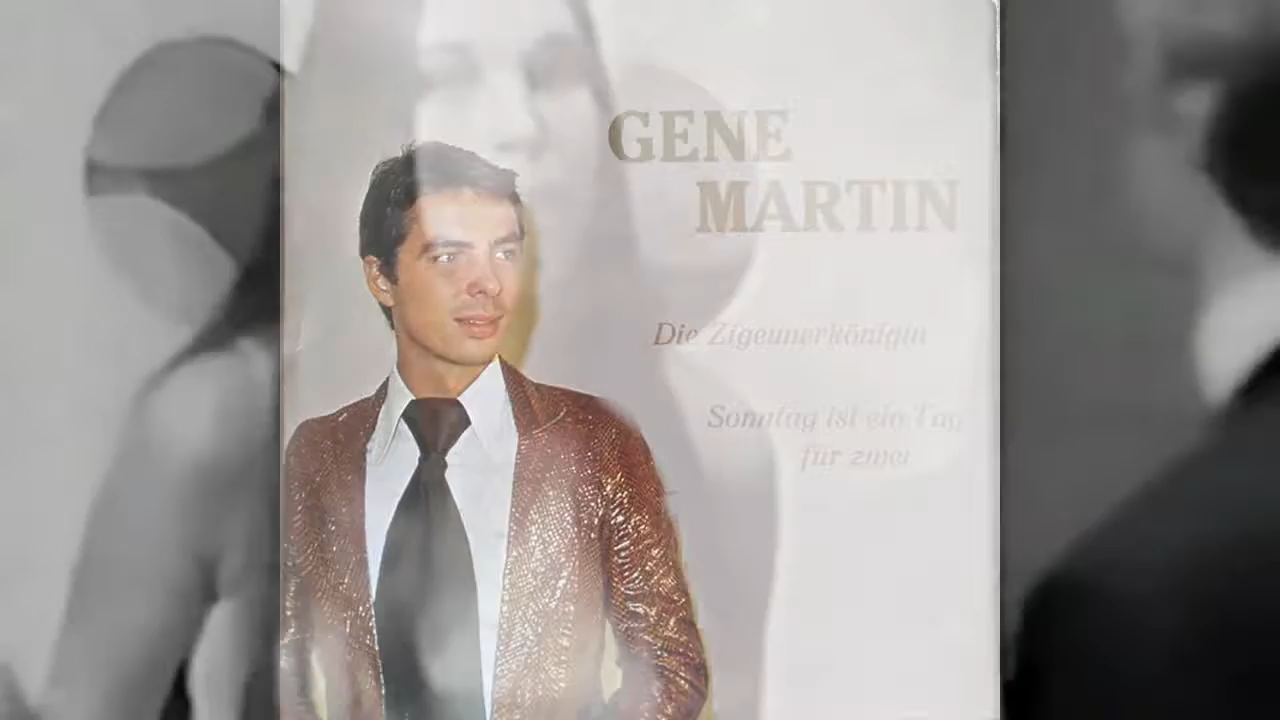 GENE
MARTIN
Die Zigeunerkönigin
Sonntag ist ein Tag
für zwei